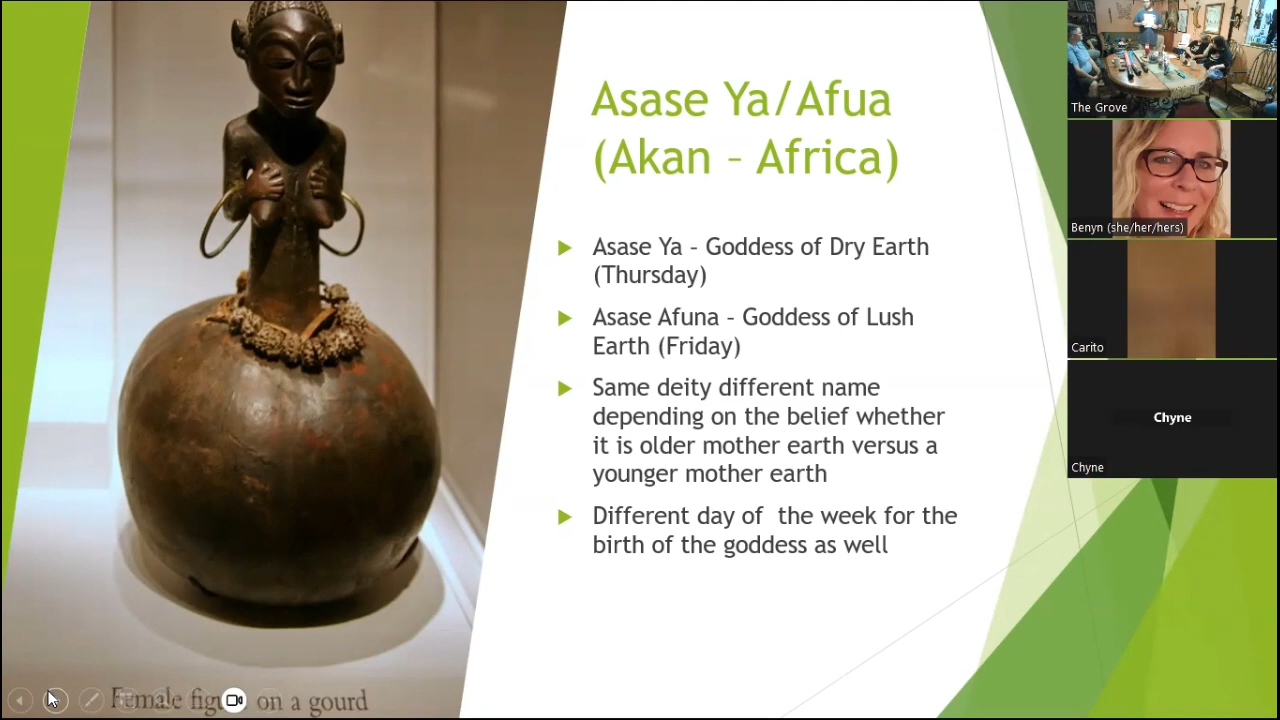 Asase Ya/Afua
(Akan – Africa)
Asase Ya – Goddess of Dry Earth
(Thursday)
Asase Afuna – Goddess of Lush
Earth (Friday)
Same deity different name
depending on the belief whether
it is older mother earth versus a
younger mother earth
Different day of  the week for the
birth of the goddess as well
Female on a gourd
The Grove
Benyn (she/her/hers)
Carito
Chyne
Chyne